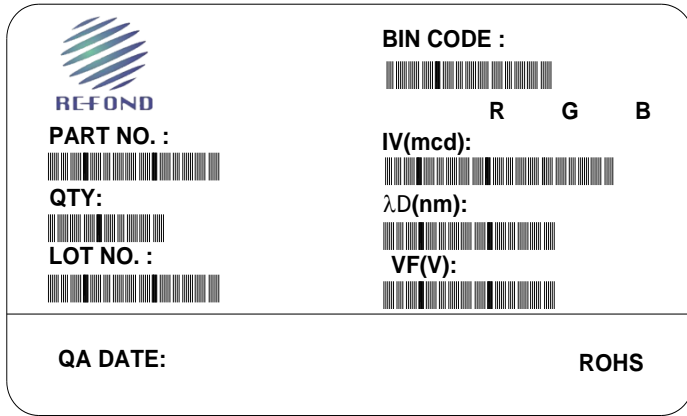 REFOND
BIN CODE :
R G B
PART NO. :
IV(mcd):
QTY:
λD(nm):
LOT NO. :
VF(V):
QA DATE:
ROHS